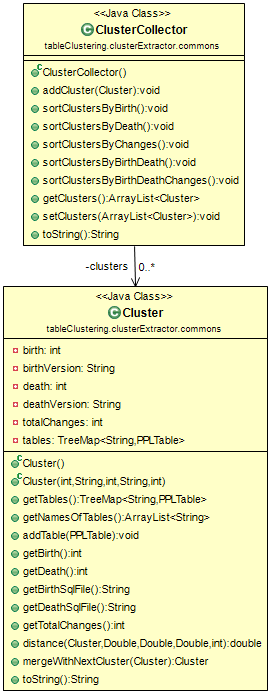 <<Java Class>>
ClusterCollector
tableClustering.clusterExtractor.commons
ClusterCollector()
addCluster(Cluster):void
sortClustersByBirth():void
sortClustersByDeath():void
sortClustersByChanges():void
sortClustersByBirthDeath():void
sortClustersByBirthDeathChanges():void
getClusters():ArrayList<Cluster>
setClusters(ArrayList<Cluster>):void
toString():String
-clusters 0..*
<<Java Class>>
Cluster
tableClustering.clusterExtractor.commons
birth: int
birthVersion: String
death: int
deathVersion: String
totalChanges: int
tables: TreeMap<String,PPLTable>
Cluster()
Cluster(int,String,int,String,int)
getTables():TreeMap<String,PPLTable>
getNamesOfTables():ArrayList<String>
addTable(PPLTable):void
getBirth():int
getDeath():int
getBirthSqlFile():String
getDeathSqlFile():String
getTotalChanges():int
distance(Cluster,Double,Double,Double,int):double
mergeWithNextCluster(Cluster):Cluster
toString():String